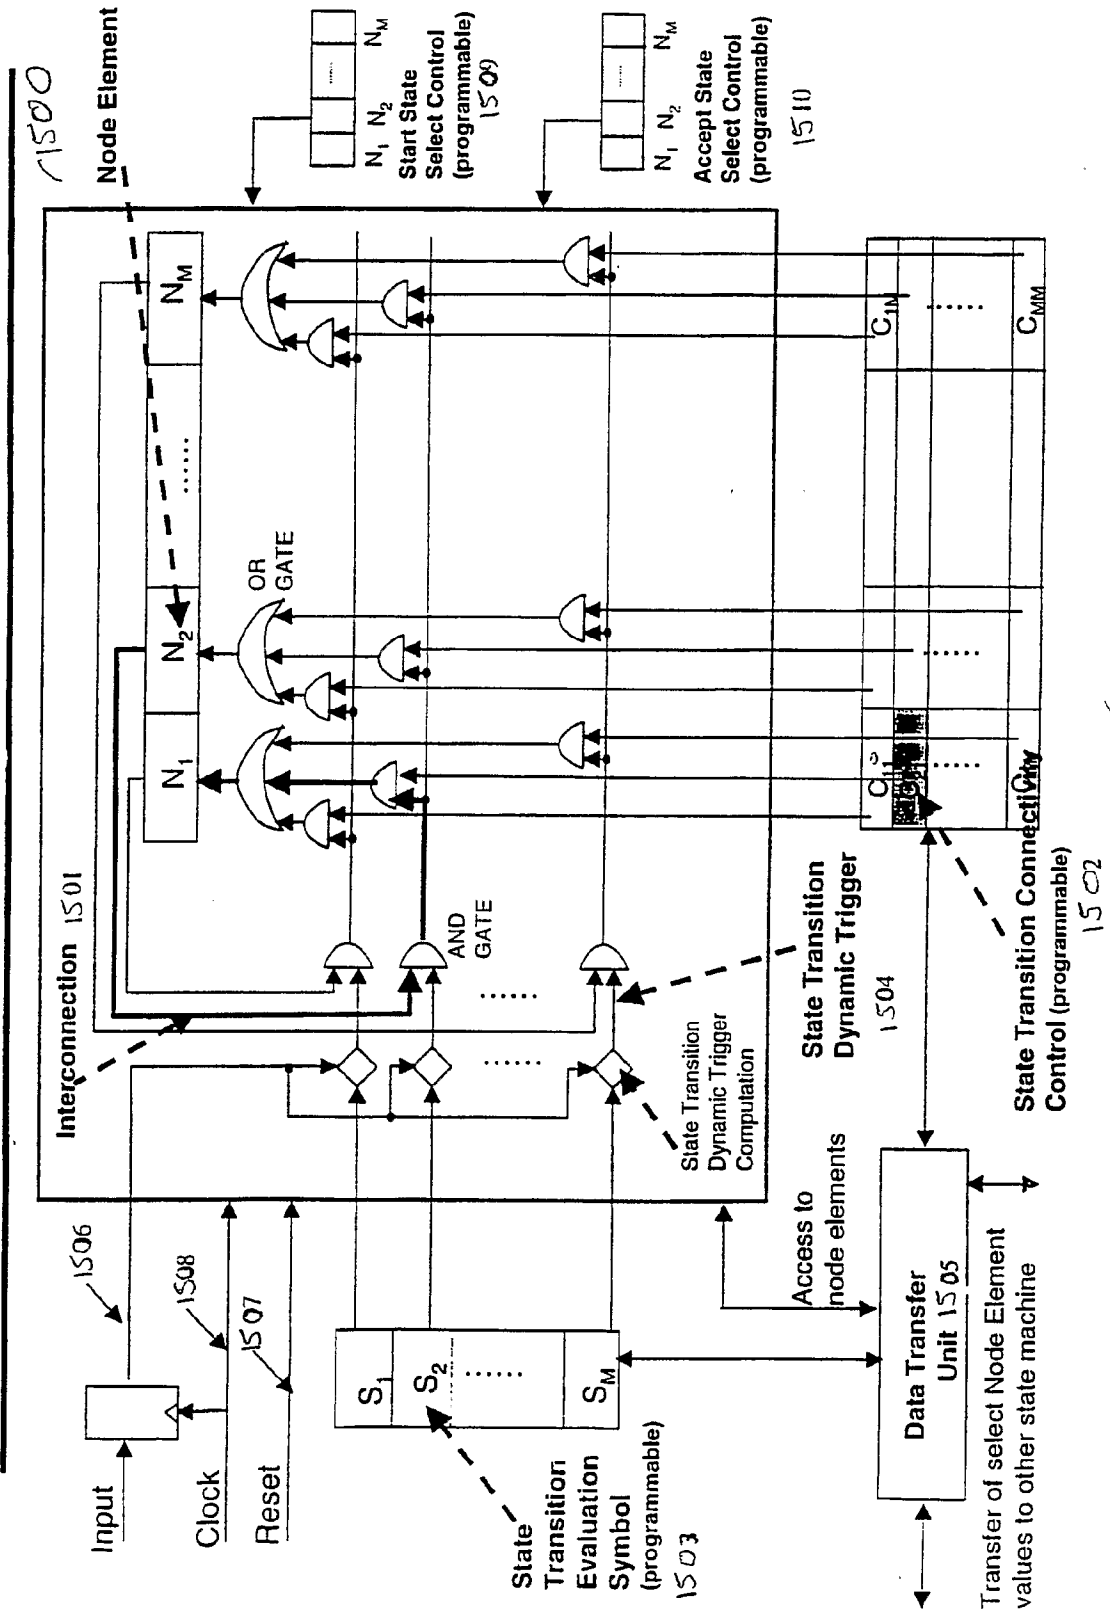 1500
Node Element
N1 N2 NM
Start State
Select Control
(programmable)
1509
N1 N2 NM
Accept State
Select Control
(programmable)
1510
Interconnection 1501
N1
N2
......
NM
OR
GATE
AND
GATE
......
......
State Transition
Dynamic Trigger
Computation
State Transition
Dynamic Trigger
1504
Input
1506
Clock
1508
Reset
1507
S1
S2
......
SM
State
Transition
Evaluation
Symbol
(programmable)
1503
Access to
node elements
Data Transfer
Unit 1505
Transfer of select Node Element
values to other state machine
C11
......
......
C1M
......
CMM
State Transition Connectivity
Control (programmable)
1502